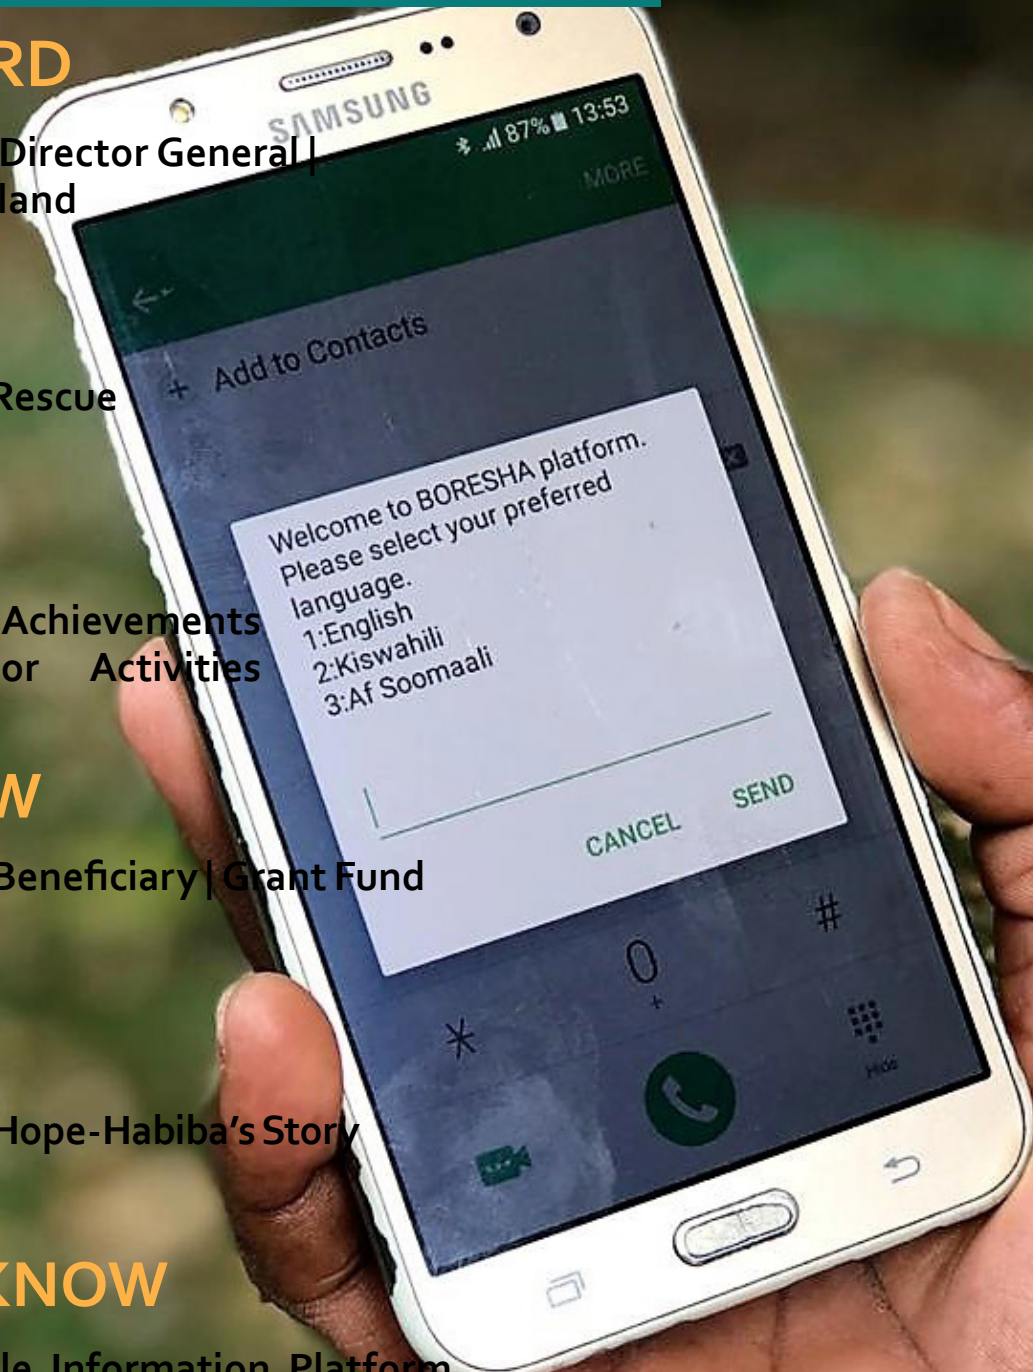 RD
SAMSUNG
87% 13:53
Director General |
land
MORE
+ Add to Contacts
Rescue
Welcome to BORESHA platform.
Please select your preferred
language.
1:English
2:Kiswahili
3:Af Soomaali
Achievements
or Activities
W
SEND
CANCEL
Beneficiary | Grant Fund
#
0
+
*
Hide
Hope-Habiba's Story
KNOW
le Information Platform